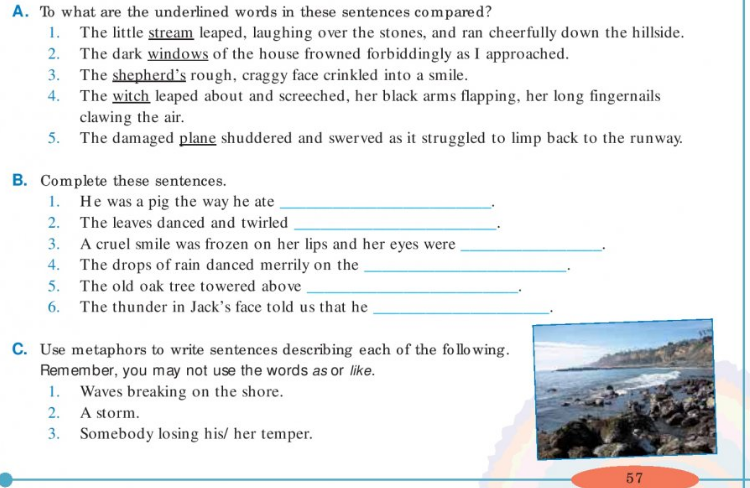 A. To what are the underlined words in these sentences compared?
1. The little stream leaped, laughing over the stones, and ran cheerfully down the hillside.
2. The dark windows of the house frowned forbiddingly as I approached.
3. The shepherd's rough, craggy face crinkled into a smile.
4. The witch leaped about and screeched, her black arms flapping, her long fingernails
clawing the air.
5. The damaged plane shuddered and swerved as it struggled to limp back to the runway.
B. Complete these sentences.
1. He was a pig the way he ate ____________________.
2. The leaves danced and twirled ____________________.
3. A cruel smile was frozen on her lips and her eyes were ____________________.
4. The drops of rain danced merrily on the ____________________.
5. The old oak tree towered above ____________________.
6. The thunder in Jack's face told us that he ____________________.
C. Use metaphors to write sentences describing each of the following.
Remember, you may not use the words as or like.
1. Waves breaking on the shore.
2. A storm.
3. Somebody losing his/ her temper.
57